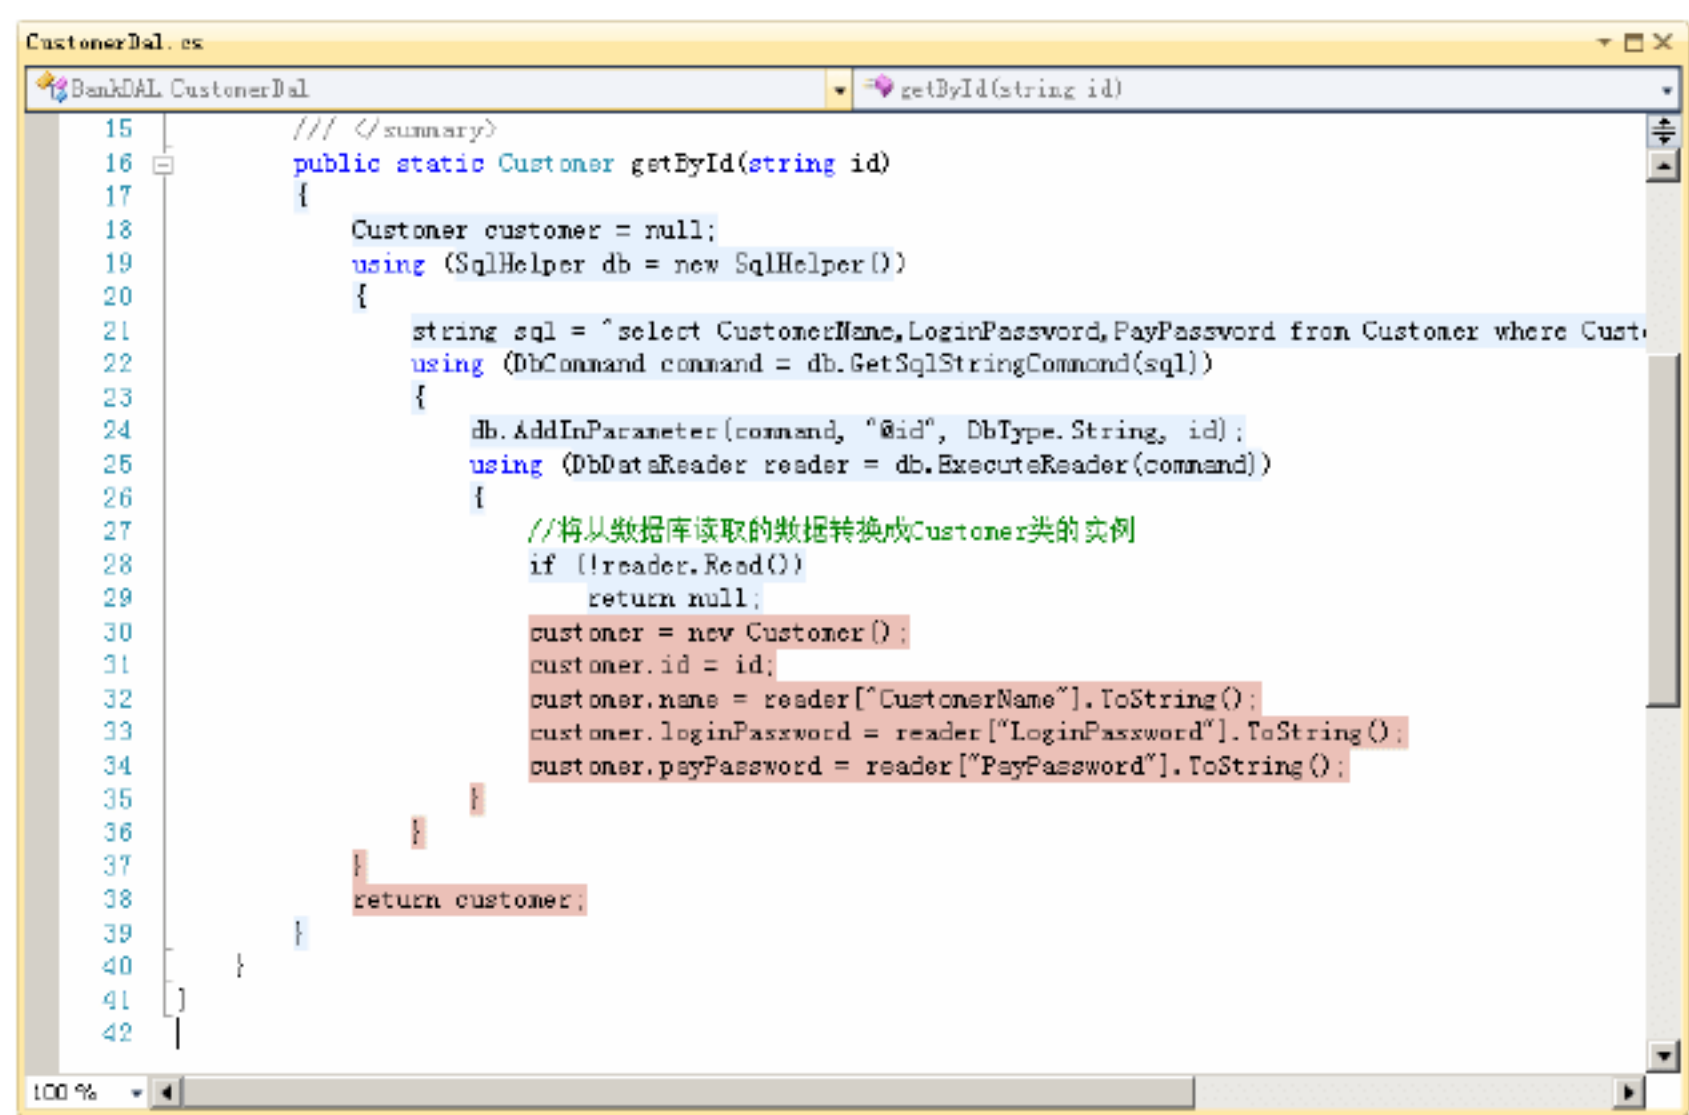 CustomerDal.cs
BankDAL.CustomerDal
getById(string id)
15 /// </summary>
16 public static Customer getById(string id)
17 {
18 Customer customer = null;
19 using (SqlHelper db = new SqlHelper())
20 {
21 string sql = "select CustomerName,LoginPassword,PayPassword from Customer where Custo
22 using (DbCommand command = db.GetSqlStringCommond(sql))
23 {
24 db.AddInParameter(command, "@id", DbType.String, id);
25 using (DbDataReader reader = db.ExecuteReader(command))
26 {
27 //将从数据库读取的数据转换成Customer类的实例
28 if (!reader.Read())
29 return null;
30 customer = new Customer();
31 customer.id = id;
32 customer.name = reader["CustomerName"].ToString();
33 customer.loginPassword = reader["LoginPassword"].ToString();
34 customer.payPassword = reader["PayPassword"].ToString();
35 }
36 }
37 }
38 return customer;
39 }
40 }
41 }
42
100 %